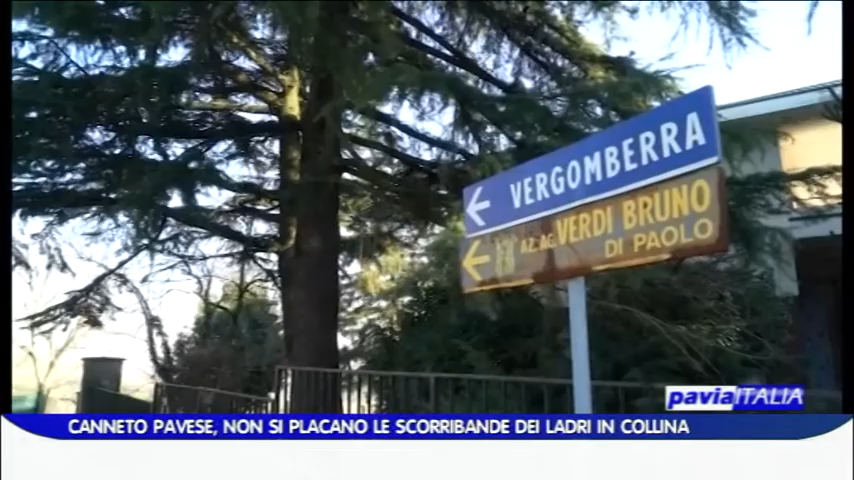 VERGOMBERRA
AZ.AG. VERDI BRUNO
DI PAOLO
paviaITALIA
CANNETO PAVESE, NON SI PLACANO LE SCORRIBANDE DEI LADRI IN COLLINA